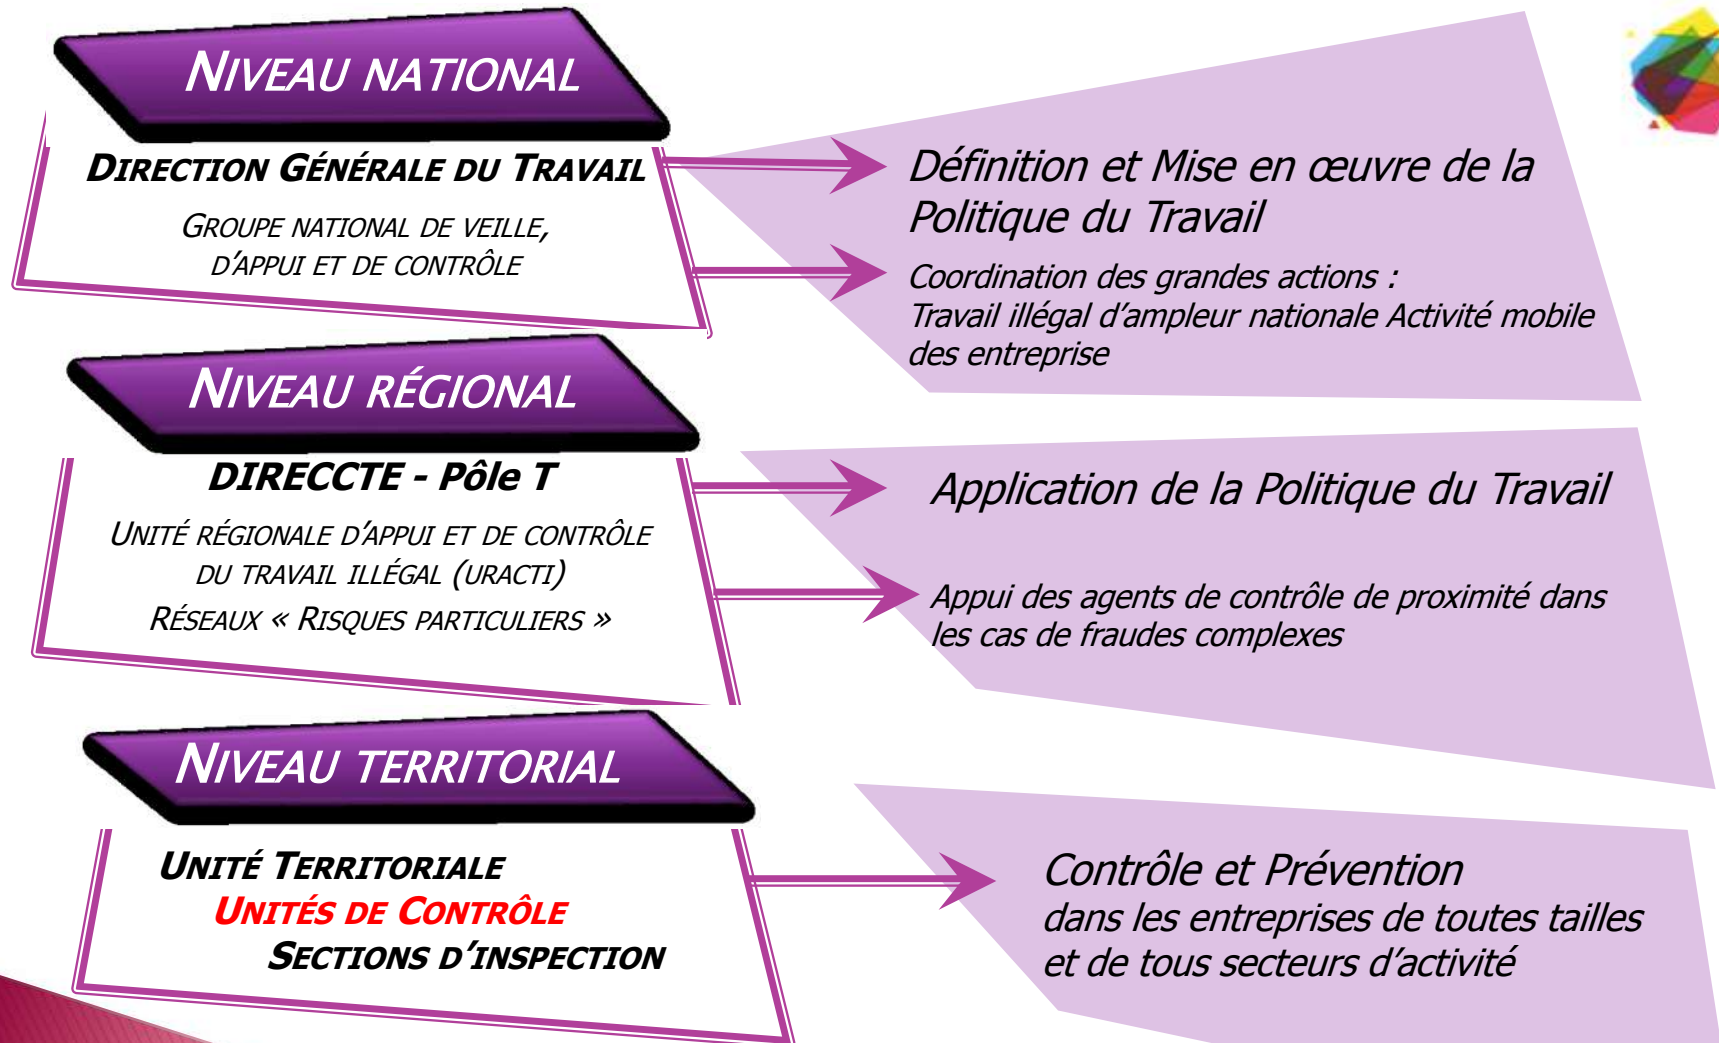 NIVEAU NATIONAL
DIRECTION GÉNÉRALE DU TRAVAIL
GROUPE NATIONAL DE VEILLE,
D'APPUI ET DE CONTRÔLE
Définition et Mise en œuvre de la
Politique du Travail
Coordination des grandes actions :
Travail illégal d'ampleur nationale Activité mobile
des entreprise
NIVEAU RÉGIONAL
DIRECCTE - Pôle T
UNITÉ RÉGIONALE D'APPUI ET DE CONTRÔLE
DU TRAVAIL ILLÉGAL (URACTI)
RÉSEAUX « RISQUES PARTICULIERS »
Application de la Politique du Travail
Appui des agents de contrôle de proximité dans
les cas de fraudes complexes
NIVEAU TERRITORIAL
UNITÉ TERRITORIALE
UNITÉS DE CONTRÔLE
SECTIONS D'INSPECTION
Contrôle et Prévention
dans les entreprises de toutes tailles
et de tous secteurs d'activité